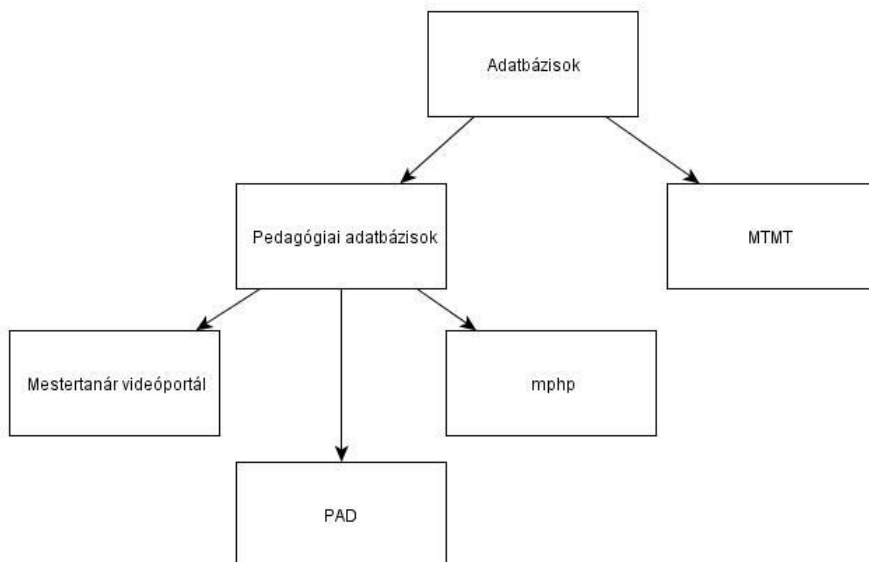 Adatbázisok
Pedagógiai adatbázisok
MTMT
Mestertanár videóportál
mphp
PAD